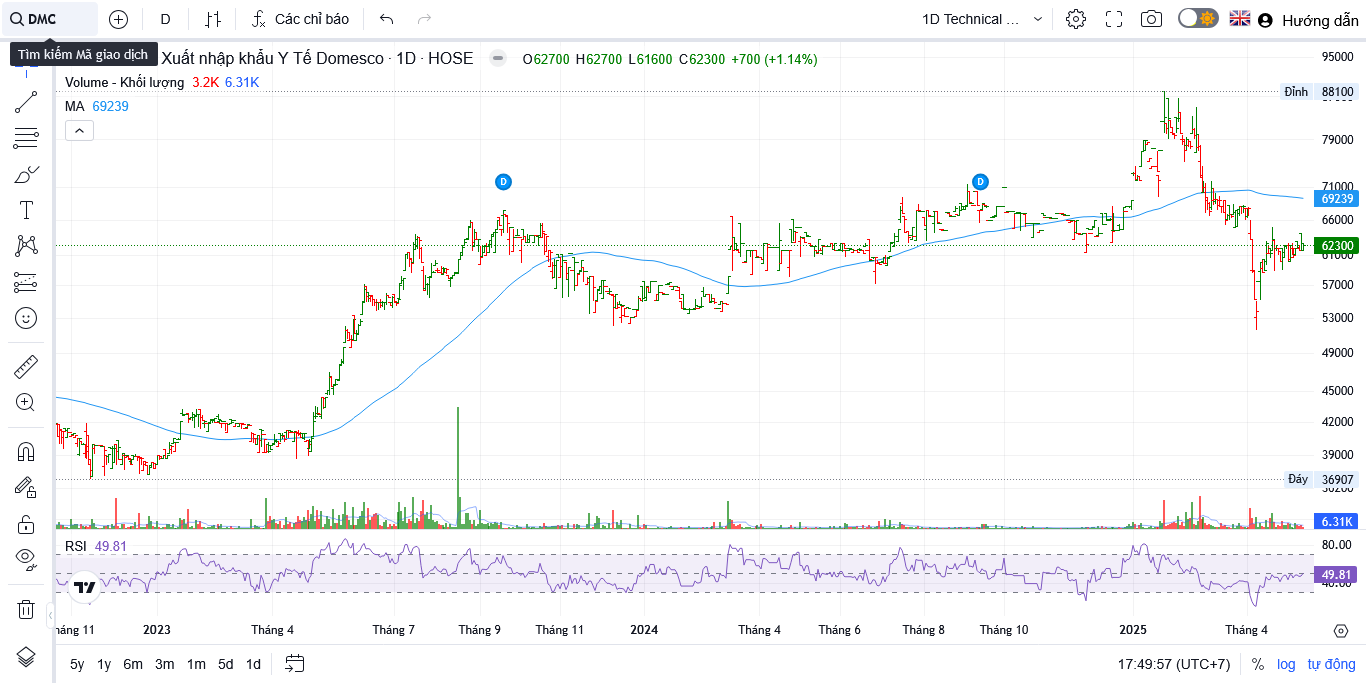 DMC
D
Các chỉ báo
1D Technical ...
Hướng dẫn
Tìm kiếm Mã giao dịch
Xuất nhập khẩu Y Tế Domesco · 1D · HOSE
O62700 H62700 L61600 C62300 +700 (+1.14%)
Volume - Khối lượng 3.2K 6.31K
MA 69239
95000
Đỉnh 88100
79000
D
D
71000
69239
66000
62300
61000
57000
53000
49000
45000
42000
39000
Đáy 36907
6.31K
RSI 49.81
80.00
49.81
40.00
Tháng 4
Tháng 7
Tháng 9
Tháng 11
2023
2024
Tháng 4
Tháng 6
Tháng 8
Tháng 10
2025
Tháng 4
5y 1y 6m 3m 1m 5d 1d
17:49:57 (UTC+7)
% log tự động